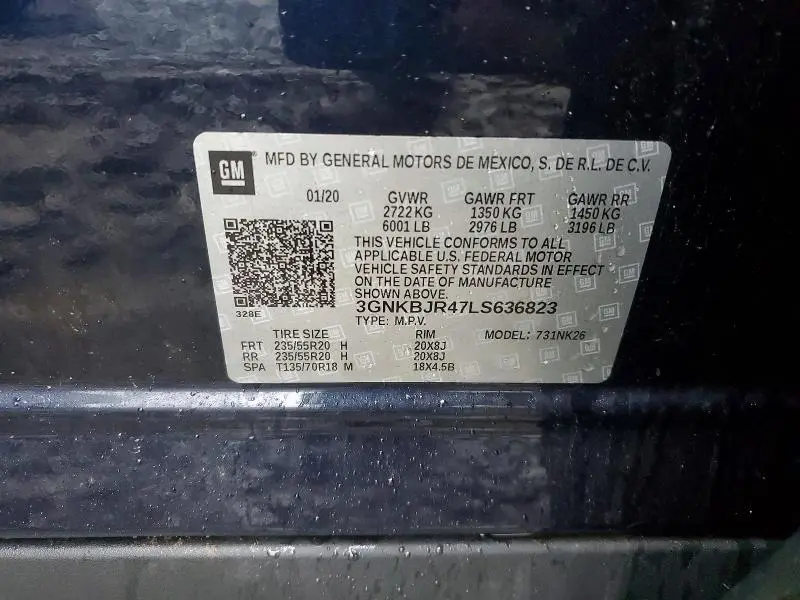 GM MFD BY GENERAL MOTORS DE MEXICO, S. DE R.L. DE C.V.
01/20 GVWR GAWR FRT GAWR RR
2722 KG 1350 KG 1450 KG
6001 LB 2976 LB 3196 LB
THIS VEHICLE CONFORMS TO ALL
APPLICABLE U.S. FEDERAL MOTOR
VEHICLE SAFETY STANDARDS IN EFFECT
ON THE DATE OF MANUFACTURE
SHOWN ABOVE.
328E 3GNKBJR47LS636823
TYPE: M.P.V.
TIRE SIZE RIM MODEL: 731NK26
FRT 235/55R20 H 20X8J
RR 235/55R20 H 20X8J
SPA T135/70R18 M 18X4.5B